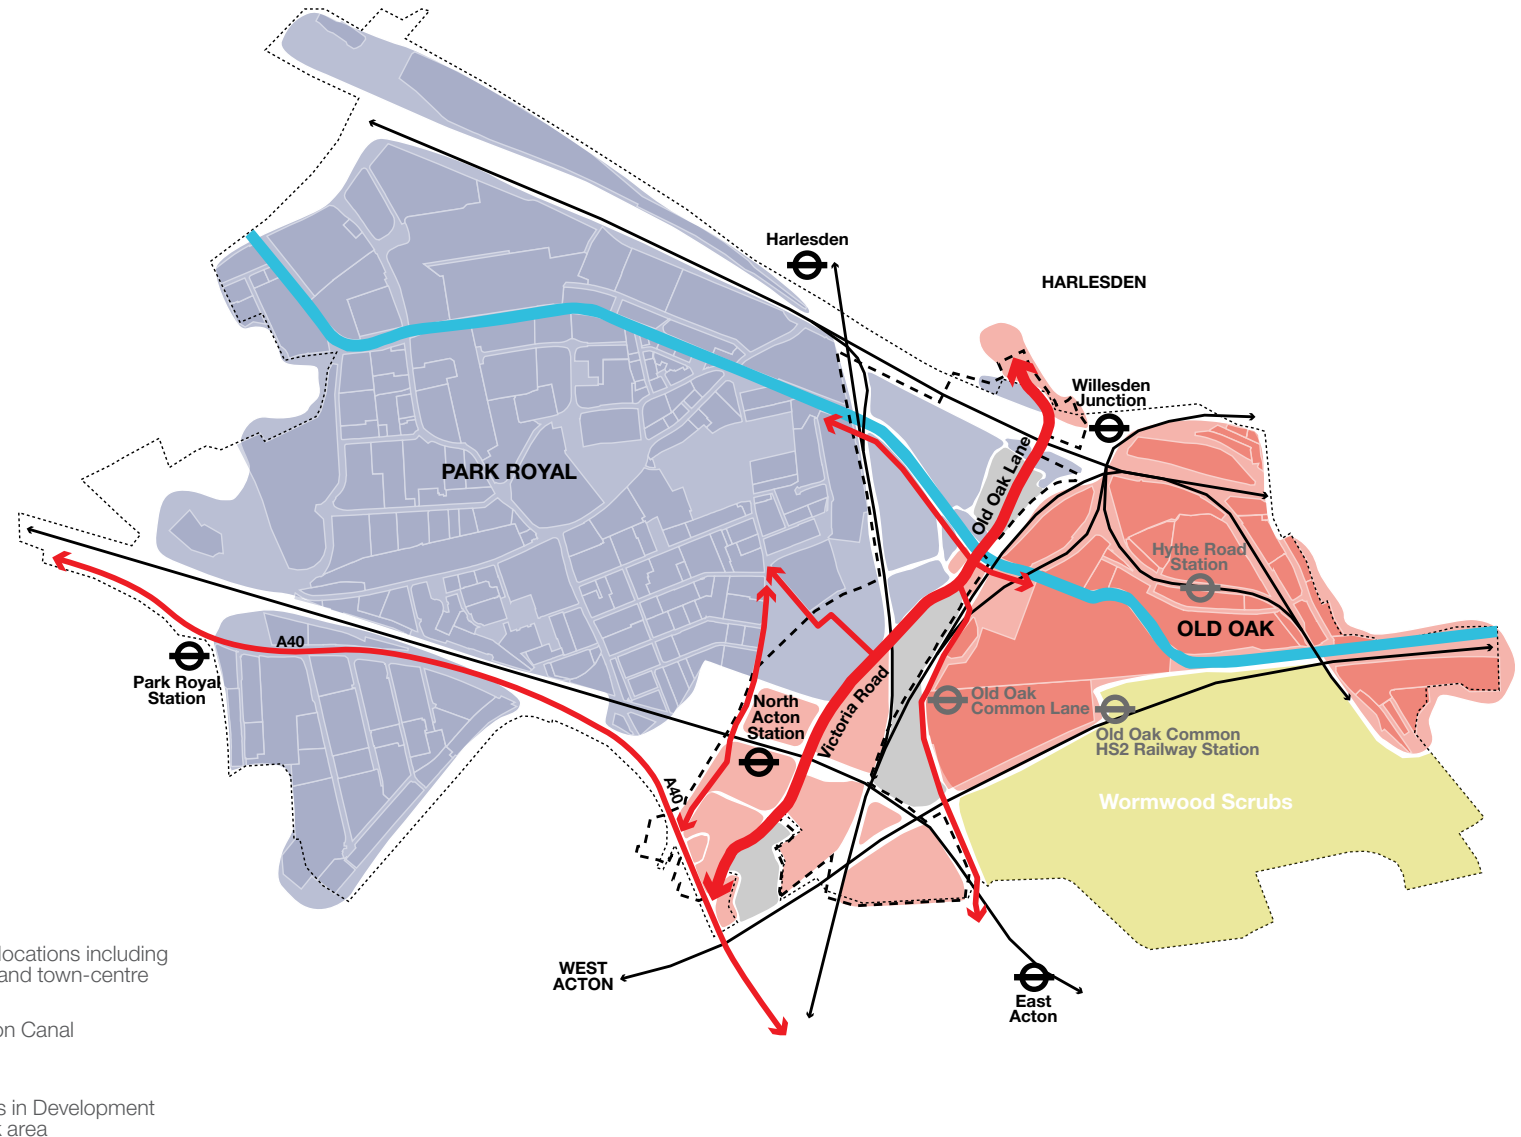 Harlesden
HARLESDEN
Willesden
Junction
Old Oak Lane
PARK ROYAL
Hythe Road
Station
OLD OAK
A40
Park Royal
Station
North
Acton
Station
Victoria Road
Old Oak
Common Lane
Old Oak Common
HS2 Railway Station
A40
Wormwood Scrubs
locations including
and town-centre
WEST
ACTON
East
Acton
on Canal
s in Development
area